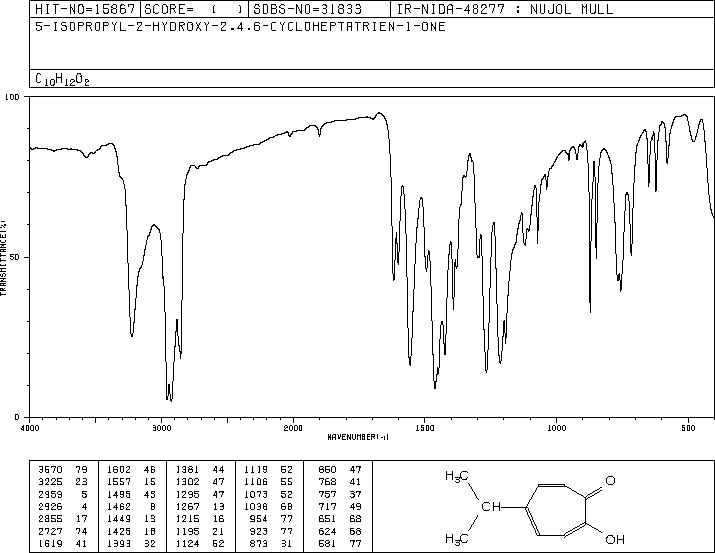 HIT-NO=15867 SCORE= ( ) SDBS-NO=31833 IR-NIDA-48277 : NUJOL MULL
5-ISOPROPYL-2-HYDROXY-2.4.6-CYCLOHEPTATRIEN-1-ONE
C10H12O2
100
50
0
TRANSMITTANCE(%)
4000 3000 2000 1500 1000 500
WAVENUMBER(-1)
3570 79 1602 46 1381 44 1119 52 850 47
3225 23 1557 15 1302 47 1106 55 768 41
2959 5 1495 45 1295 47 1073 52 757 37
2926 4 1462 8 1267 13 1038 68 717 49
2855 17 1449 13 1215 16 954 77 651 68
2727 74 1425 18 1195 21 923 77 624 68
1619 41 1393 32 1124 52 873 31 581 77
H3C
CH
H3C
O
OH